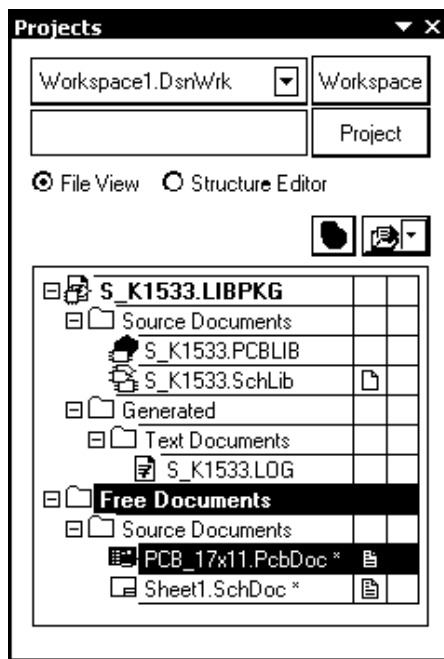 Projects
Workspace1.DsnWrk Workspace
Project
File View Structure Editor
S_K1533.LIBPKG
Source Documents
S_K1533.PCBLIB
S_K1533.SchLib
Generated
Text Documents
S_K1533.LOG
Free Documents
Source Documents
PCB_17x11.PcbDoc *
Sheet1.SchDoc *